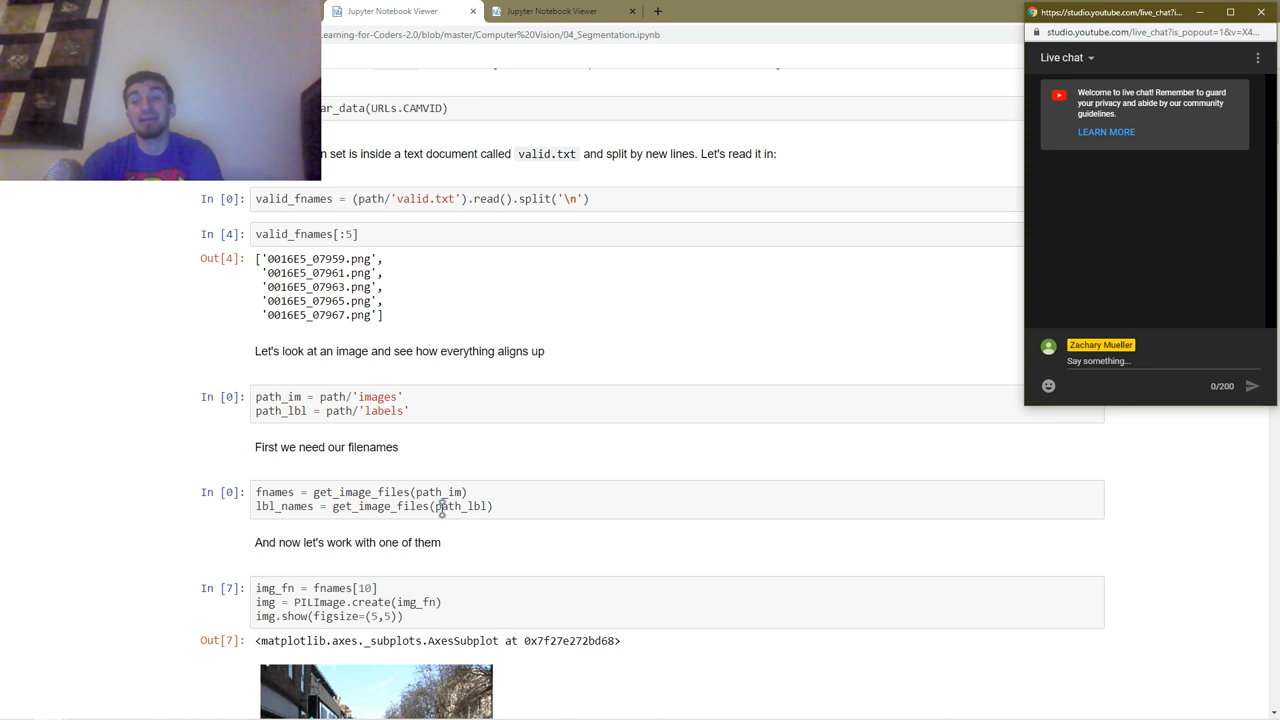 Jupyter Notebook Viewer
Jupyter Notebook Viewer
https://studio.youtube.com/live_chat?i...
earning-for-Coders-2.0/blob/master/Computer%20Vision/04_Segmentation.ipynb
studio.youtube.com/live_chat?is_popout=1&v=X4...
Live chat
Welcome to live chat! Remember to guard
your privacy and abide by our community
guidelines.
LEARN MORE
ar_data(URLs.CAMVID)
n set is inside a text document called valid.txt and split by new lines. Let's read it in:
In [0]: valid_fnames = (path/'valid.txt').read().split('\n')
In [4]: valid_fnames[:5]
Out[4]: ['0016E5_07959.png',
'0016E5_07961.png',
'0016E5_07963.png',
'0016E5_07965.png',
'0016E5_07967.png']
Let's look at an image and see how everything aligns up
Zachary Mueller
Say something...
0/200
In [0]: path_im = path/'images'
path_lbl = path/'labels'
First we need our filenames
In [0]: fnames = get_image_files(path_im)
lbl_names = get_image_files(path_lbl)
And now let's work with one of them
In [7]: img_fn = fnames[10]
img = PILImage.create(img_fn)
img.show(figsize=(5,5))
Out[7]: <matplotlib.axes._subplots.AxesSubplot at 0x7f27e272bd68>